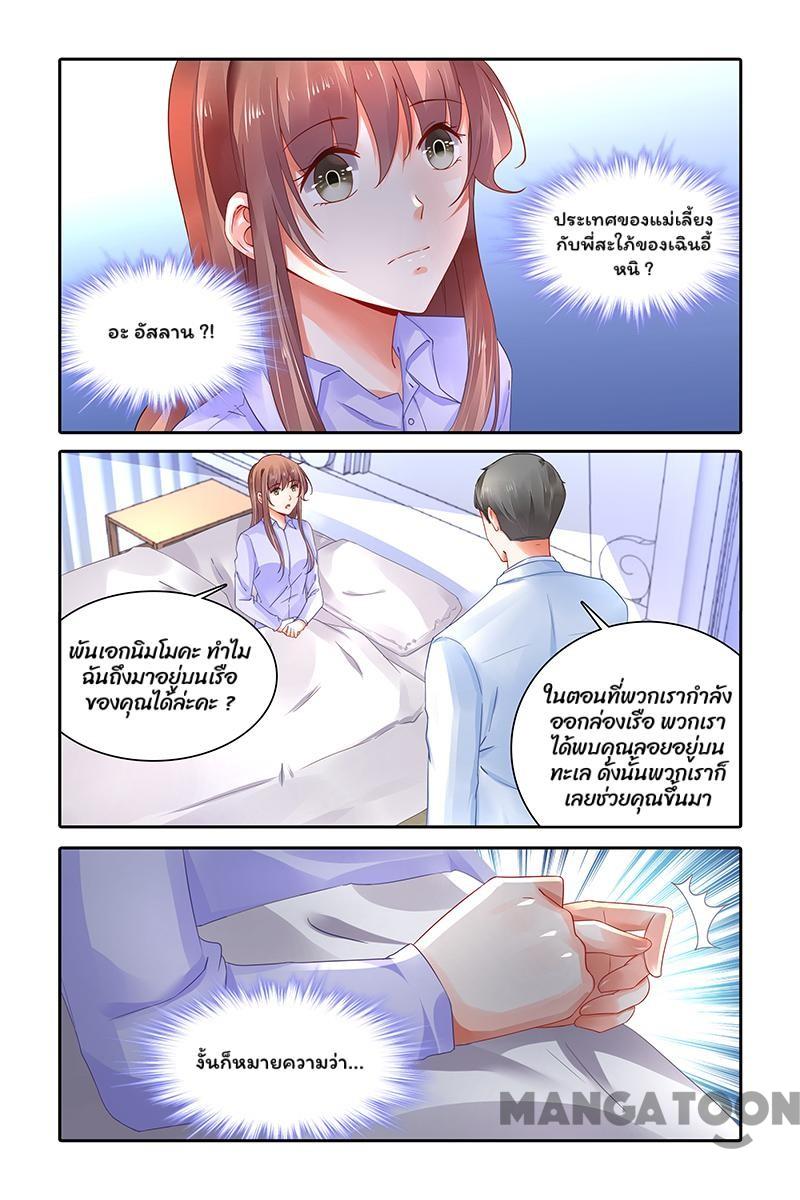 อะ อัสลาน ?!
ประเทศของแม่เลี้ยง
กับพี่สะใภ้ของเฉินอี้
หนิ ?
พันเอกนิมโมคะ ทำไม
ฉันถึงมาอยู่บนเรือ
ของคุณได้ล่ะคะ ?
ในตอนที่พวกเรากำลัง
ออกล่องเรือ พวกเรา
ได้พบคุณลอยอยู่บน
ทะเล ดังนั้นพวกเราก็
เลยช่วยคุณขึ้นมา
งั้นก็หมายความว่า...
MANGATOON